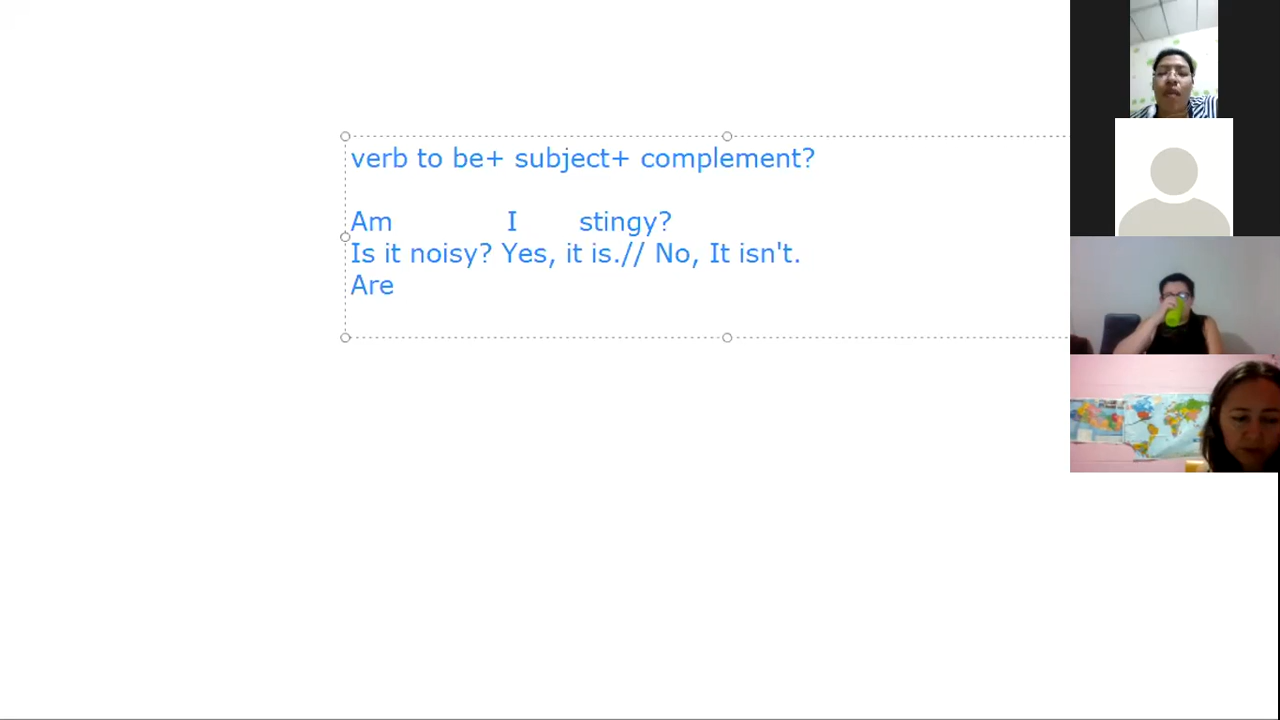 verb to be+ subject+ complement?
Am I stingy?
Is it noisy? Yes, it is.// No, It isn't.
Are